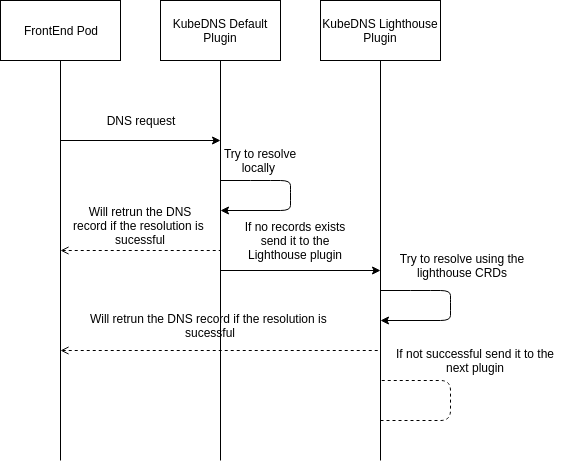 FrontEnd Pod
KubeDNS Default
Plugin
KubeDNS Lighthouse
Plugin
DNS request
Try to resolve
locally
Will retrun the DNS
record if the resolution is
sucessful
If no records exists
send it to the
Lighthouse plugin
Try to resolve using the
lighthouse CRDs
Will retrun the DNS record if the resolution is
sucessful
If not successful send it to the
next plugin